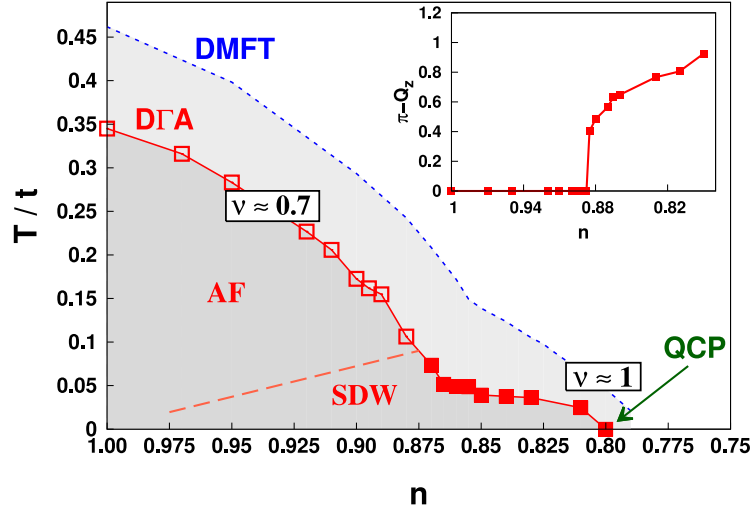 0.45
0.4
0.35
0.3
0.25
0.2
0.15
0.1
0.05
0
T / t
1.00
0.975
0.95
0.925
0.90
0.875
0.85
0.825
0.80
0.775
0.75
n
DMFT
DΓA
ν ≈ 0.7
AF
SDW
ν ≈ 1
QCP
1.2
1
0.8
0.6
0.4
0.2
0
π−Qz
1
0.94
0.88
0.82
n